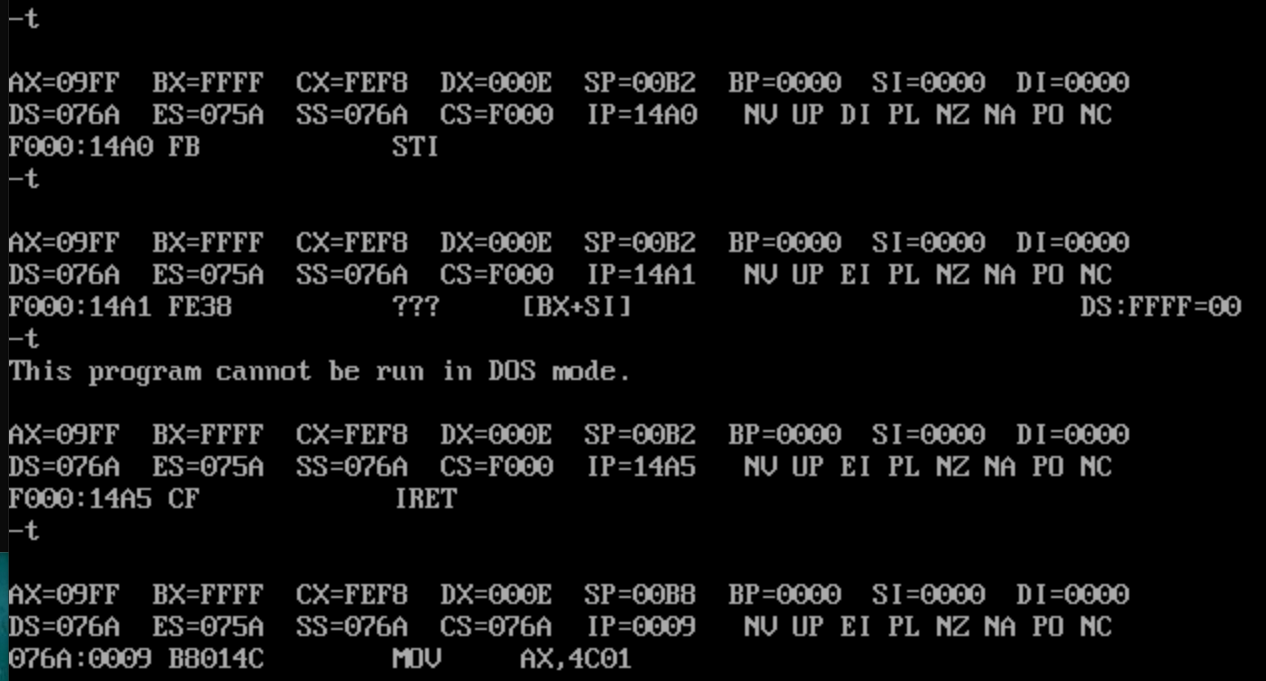 -t
AX=09FF BX=FFFF CX=FEF8 DX=000E SP=00B2 BP=0000 SI=0000 DI=0000
DS=076A ES=075A SS=076A CS=F000 IP=14A0 NV UP DI PL NZ NA PO NC
F000:14A0 FB STI
-t
AX=09FF BX=FFFF CX=FEF8 DX=000E SP=00B2 BP=0000 SI=0000 DI=0000
DS=076A ES=075A SS=076A CS=F000 IP=14A1 NV UP EI PL NZ NA PO NC
F000:14A1 FE38 ??? [BX+SI] DS:FFFF=00
-t
This program cannot be run in DOS mode.
AX=09FF BX=FFFF CX=FEF8 DX=000E SP=00B2 BP=0000 SI=0000 DI=0000
DS=076A ES=075A SS=076A CS=F000 IP=14A5 NV UP EI PL NZ NA PO NC
F000:14A5 CF IRET
-t
AX=09FF BX=FFFF CX=FEF8 DX=000E SP=00B8 BP=0000 SI=0000 DI=0000
DS=076A ES=075A SS=076A CS=076A IP=0009 NV UP EI PL NZ NA PO NC
076A:0009 B8014C MOV AX,4C01